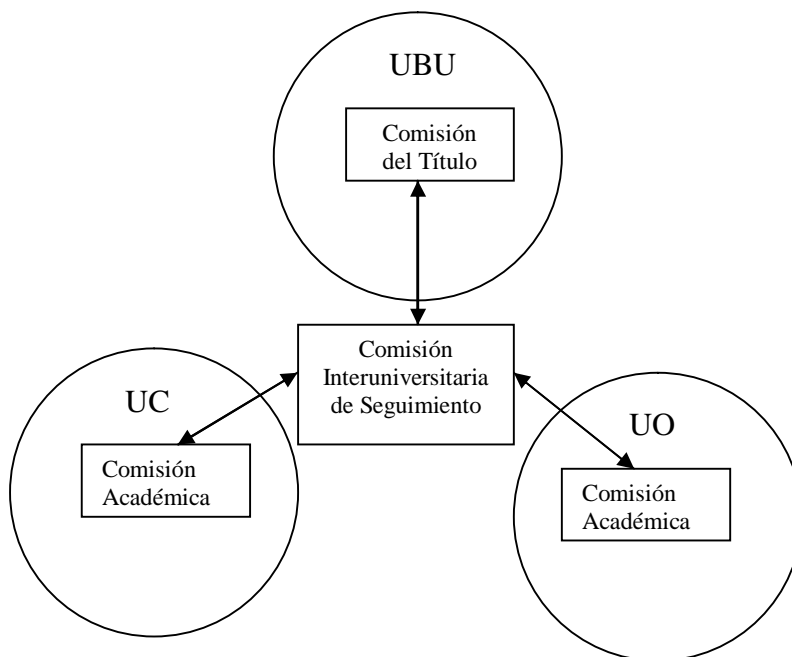 UBU
Comisión
del Título
Comisión
Interuniversitaria
de Seguimiento
UC
Comisión
Académica
UO
Comisión
Académica